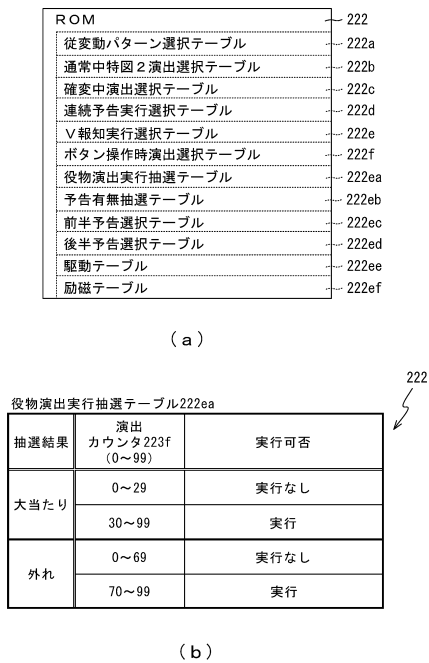 ROM 222
従変動パターン選択テーブル 222a
通常中特図2演出選択テーブル 222b
確変中演出選択テーブル 222c
連続予告実行選択テーブル 222d
V報知実行選択テーブル 222e
ボタン操作時演出選択テーブル 222f
役物演出実行抽選テーブル 222ea
予告有無抽選テーブル 222eb
前半予告選択テーブル 222ec
後半予告選択テーブル 222ed
駆動テーブル 222ee
励磁テーブル 222ef
(a)
222
役物演出実行抽選テーブル222ea
抽選結果 演出カウンタ223f(0~99) 実行可否
大当たり 0~29 実行なし
30~99 実行
外れ 0~69 実行なし
70~99 実行
(b)